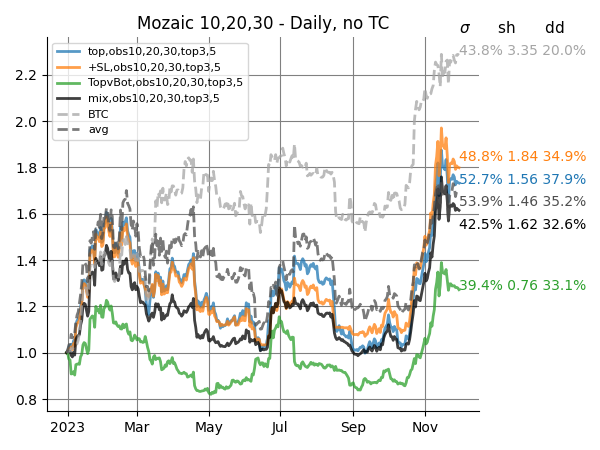 Mozaic 10,20,30 - Daily, no TC
σ sh dd
top,obs10,20,30,top3,5
+SL,obs10,20,30,top3,5
TopvBot,obs10,20,30,top3,5
mix,obs10,20,30,top3,5
BTC
avg
43.8% 3.35 20.0%
48.8% 1.84 34.9%
52.7% 1.56 37.9%
53.9% 1.46 35.2%
42.5% 1.62 32.6%
39.4% 0.76 33.1%
2.2
2.0
1.8
1.6
1.4
1.2
1.0
0.8
2023 Mar May Jul Sep Nov